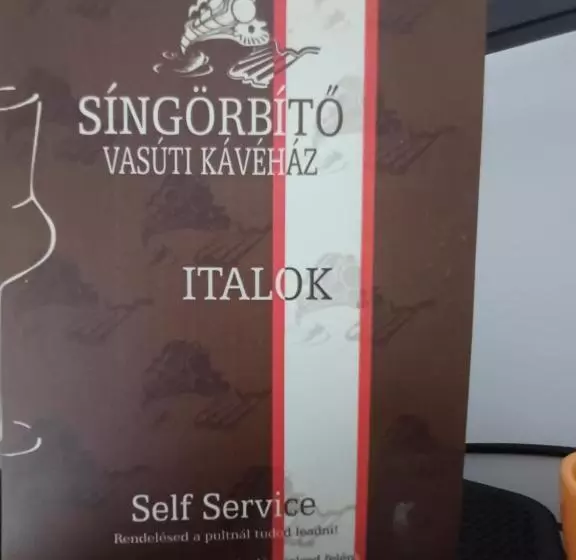 SÍNGÖRBÍTŐ
VASÚTI KÁVÉHÁZ
ITALOK
Self Service
Rendelésed a pultnál tudod leadni!